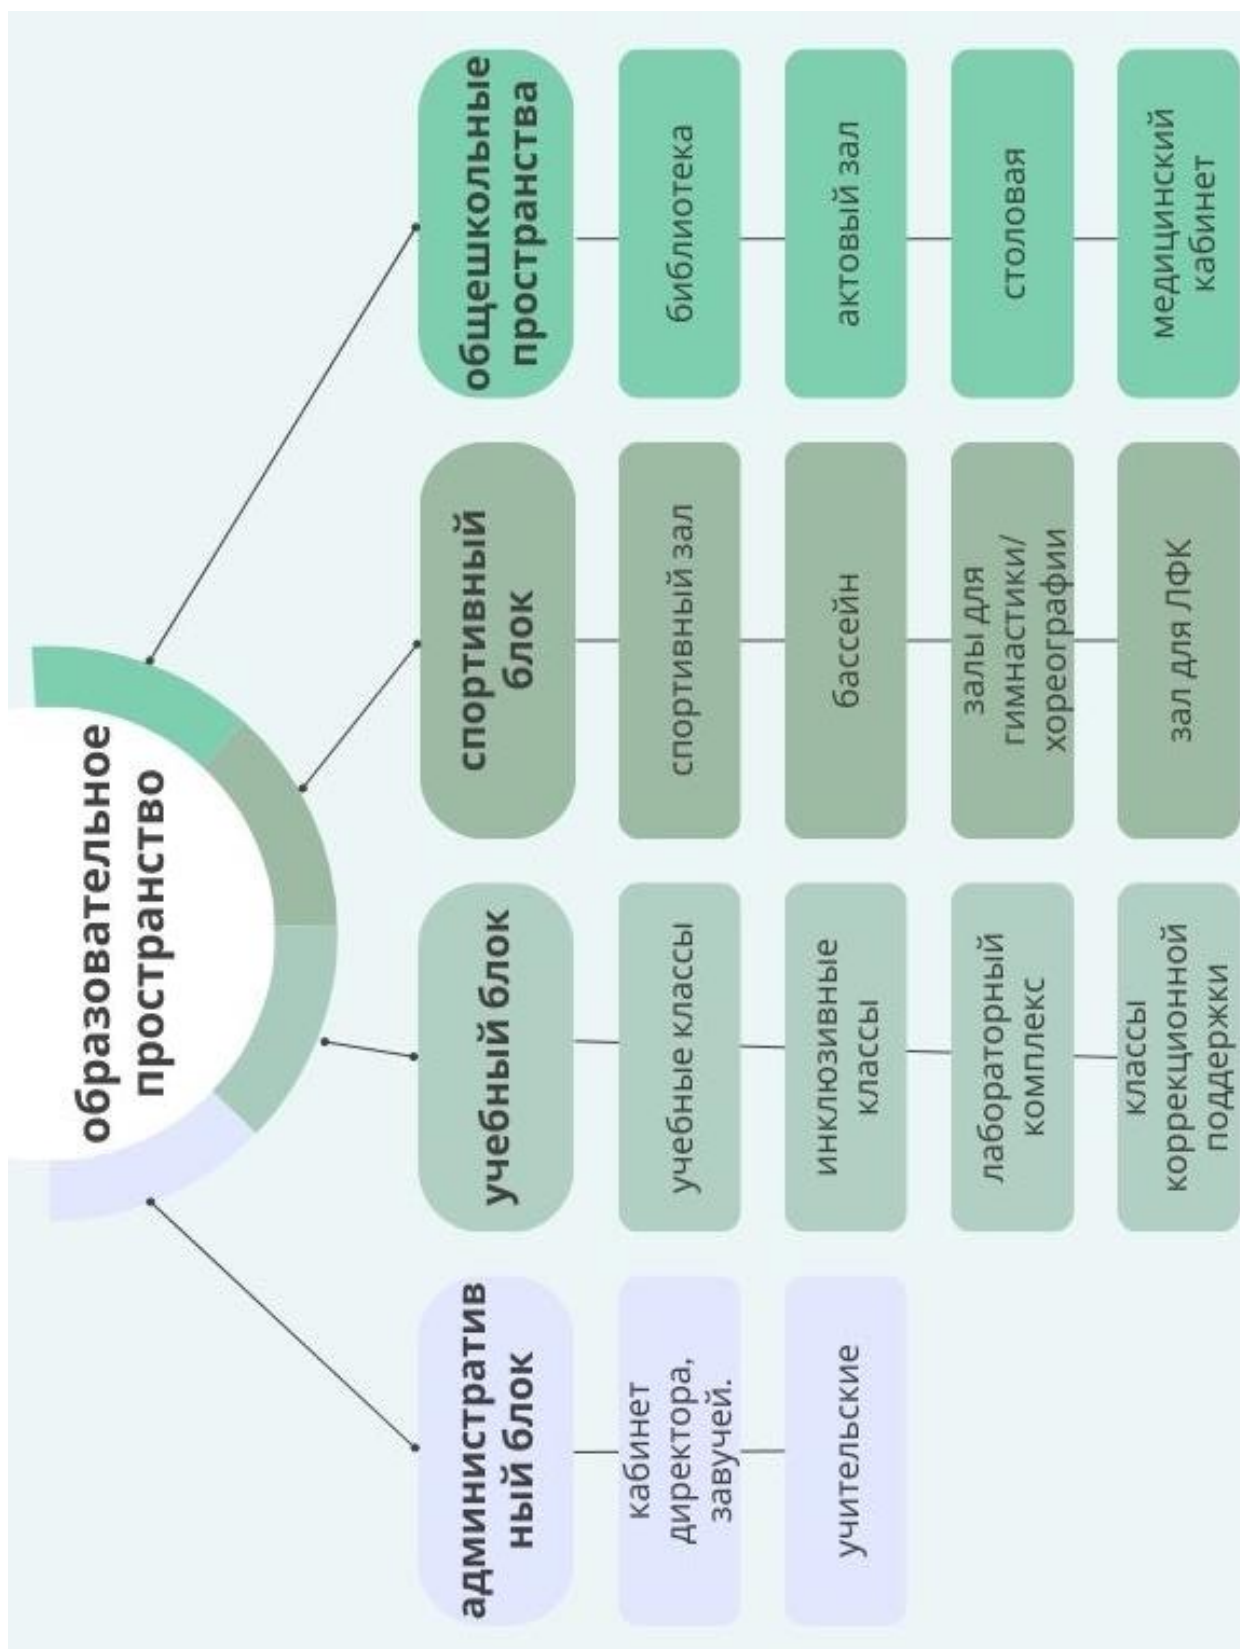 образовательное
пространство
административ
ный блок
кабинет
директора,
завучей.
учительские
учебный блок
учебные классы
инклюзивные
классы
лабораторный
комплекс
классы
коррекционной
поддержки
спортивный
блок
спортивный зал
бассейн
залы для
гимнастики/
хореографии
зал для ЛФК
общешкольные
пространства
библиотека
актовый зал
столовая
медицинский
кабинет